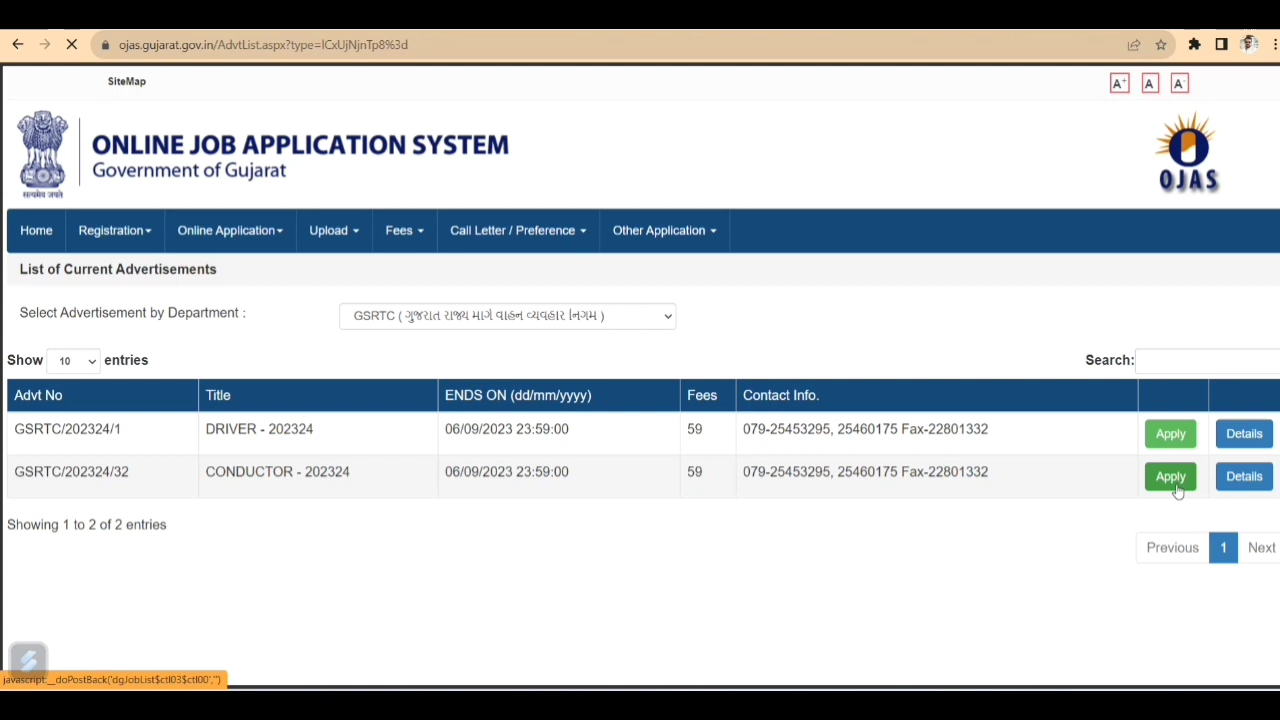 ojas.gujarat.gov.in/AdvtList.aspx?type=lCxUjNjnTp8%3d
SiteMap
A+ A A-
सत्यमेव जयते
ONLINE JOB APPLICATION SYSTEM
Government of Gujarat
OJAS
Home Registration Online Application Upload Fees Call Letter / Preference Other Application
List of Current Advertisements
Select Advertisement by Department :
GSRTC ( ગુજરાત રાજ્ય માર્ગ વાહન વ્યવહાર નિગમ )
Show 10 entries
Search:
Advt No Title ENDS ON (dd/mm/yyyy) Fees Contact Info.
GSRTC/202324/1 DRIVER - 202324 06/09/2023 23:59:00 59 079-25453295, 25460175 Fax-22801332 Apply Details
GSRTC/202324/32 CONDUCTOR - 202324 06/09/2023 23:59:00 59 079-25453295, 25460175 Fax-22801332 Apply Details
Showing 1 to 2 of 2 entries
Previous 1 Next
javascript:__doPostBack('dgJobList$ctl03$ctl00','')